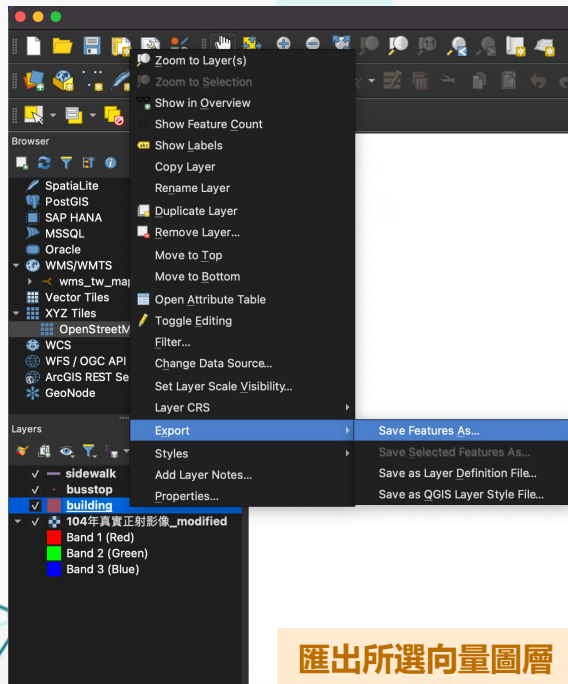 Zoom to Layer(s)
Zoom to Selection
Show in Overview
Show Feature Count
Show Labels
Copy Layer
Rename Layer
Duplicate Layer
Remove Layer...
Move to Top
Move to Bottom
Open Attribute Table
Toggle Editing
Filter...
Change Data Source...
Set Layer Scale Visibility...
Layer CRS
Export
Styles
Add Layer Notes...
Properties...
Save Features As...
Save Selected Features As...
Save as Layer Definition File...
Save as QGIS Layer Style File...
Browser
SpatiaLite
PostGIS
SAP HANA
MSSQL
Oracle
WMS/WMTS
wms_tw_map
Vector Tiles
XYZ Tiles
OpenStreetM
WCS
WFS / OGC API
ArcGIS REST Se
GeoNode
Layers
sidewalk
busstop
building
104年真實正射影像_modified
Band 1 (Red)
Band 2 (Green)
Band 3 (Blue)
匯出所選向量圖層